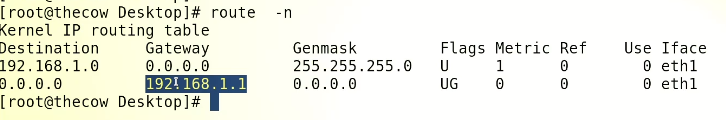 [root@thecow Desktop]# route  -n
Kernel IP routing table
Destination     Gateway         Genmask         Flags Metric Ref    Use Iface
192.168.1.0     0.0.0.0         255.255.255.0   U     1      0        0 eth1
0.0.0.0         192.168.1.1     0.0.0.0         UG    0      0        0 eth1
[root@thecow Desktop]#